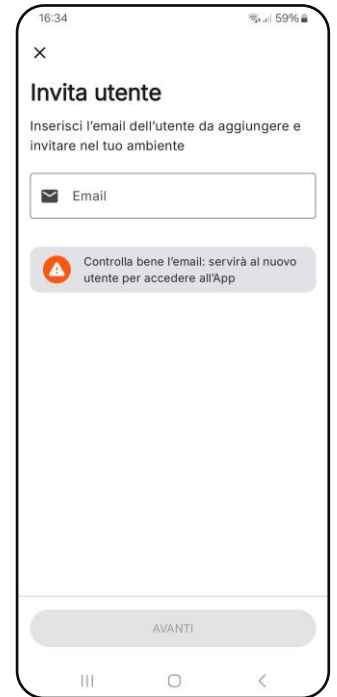 16:34
59%
Invita utente
Inserisci l'email dell'utente da aggiungere e
invitare nel tuo ambiente
Email
Controlla bene l'email: servirà al nuovo
utente per accedere all'App
AVANTI